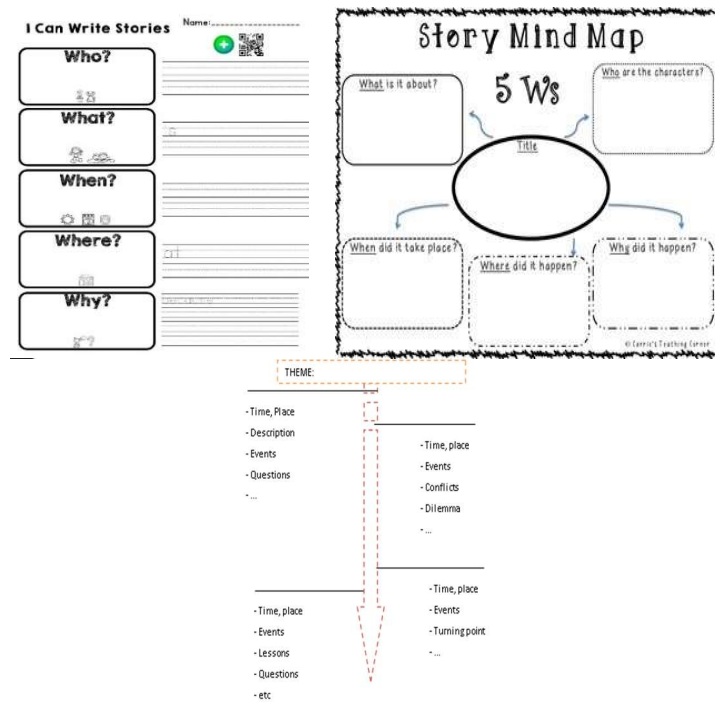 I Can Write Stories
Name:
Who?
What?
is
When?
Where?
at
Why?
because
Story Mind Map
5 Ws
What is it about?
Who are the characters?
Title
When did it take place?
Where did it happen?
Why did it happen?
© Carrie's Teaching Corner
THEME:
- Time, Place
- Description
- Events
- Questions
- ...
- Time, place
- Events
- Conflicts
- Dilemma
- ...
- Time, place
- Events
- Turning point
- ...
- Time, place
- Events
- Lessons
- Questions
- etc